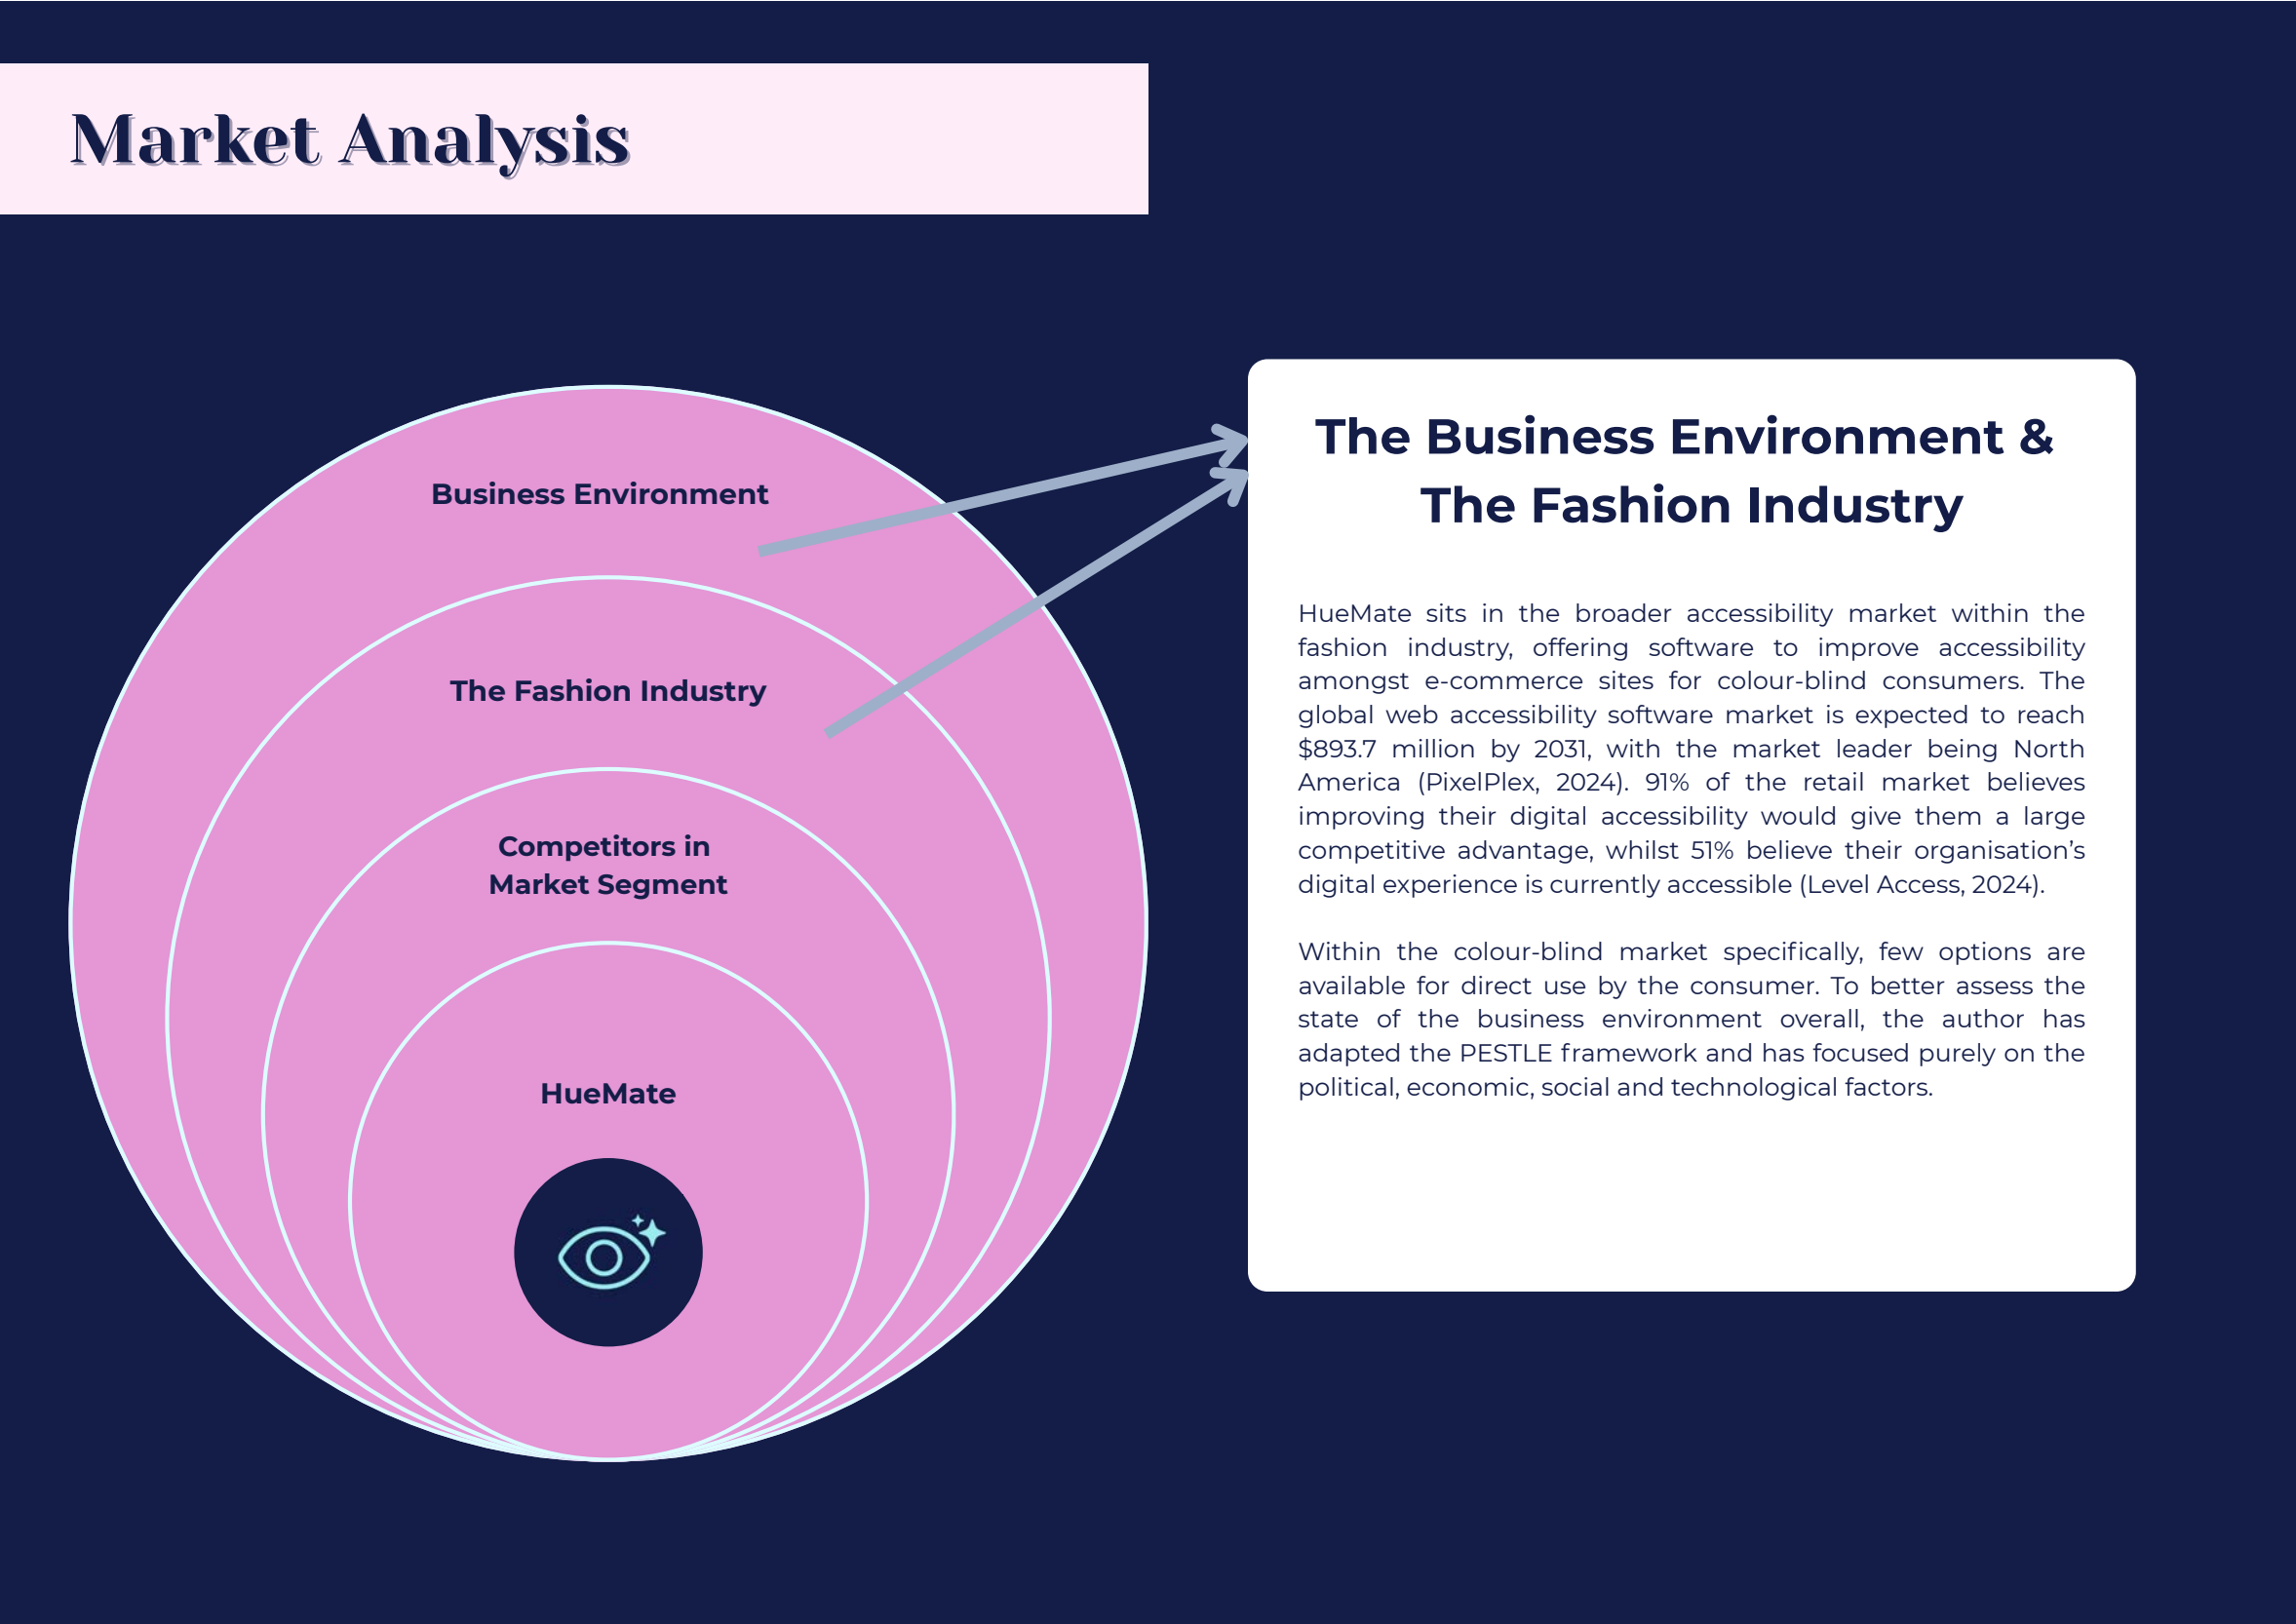 Market Analysis
Business Environment
The Fashion Industry
Competitors in
Market Segment
HueMate
The Business Environment &
The Fashion Industry
HueMate sits in the broader accessibility market within the
fashion industry, offering software to improve accessibility
amongst e-commerce sites for colour-blind consumers. The
global web accessibility software market is expected to reach
$893.7 million by 2031, with the market leader being North
America (PixelPlex, 2024). 91% of the retail market believes
improving their digital accessibility would give them a large
competitive advantage, whilst 51% believe their organisation’s
digital experience is currently accessible (Level Access, 2024).
Within the colour-blind market specifically, few options are
available for direct use by the consumer. To better assess the
state of the business environment overall, the author has
adapted the PESTLE framework and has focused purely on the
political, economic, social and technological factors.